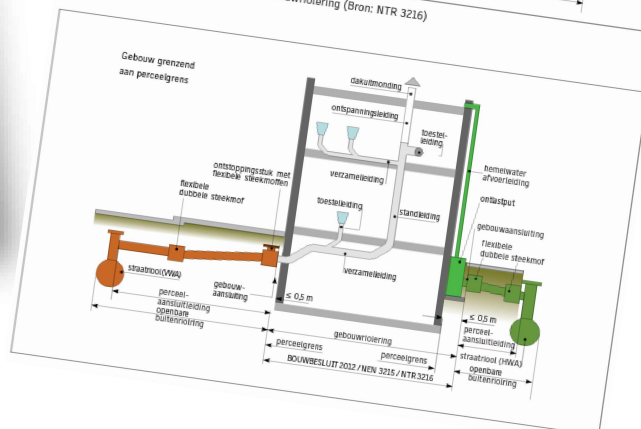 riolering (Bron: NTR 3216)
Gebouw grenzend
aan perceelgrens
dakuitmonding
ontspanningsleiding
toestel-
leiding
verzamelleiding
ontstoppingsstuk met
flexibele steekmoffen
flexibele
dubbele steekmof
toestelleiding
standleiding
verzamelleiding
hemelwater
afvoerleiding
ontlastput
gebouwaansluiting
flexibele
dubbele steekmof
straatriool(VWA)
gebouw-
aansluiting
≤ 0,5 m
perceel-
aansluitleiding
openbare
buitenriolering
gebouwriolering
perceelgrens
perceelgrens
BOUWBESLUIT 2012 / NEN 3215 / NTR 3216
≤ 0,5 m
perceel-
aansluitleiding
straatriool (HWA)
openbare
buitenriolering